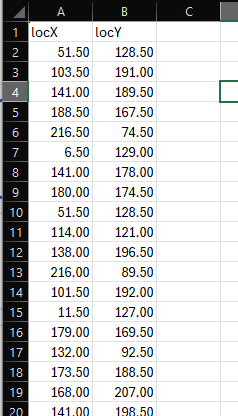 A B C
1 locX locY
2 51.50 128.50
3 103.50 191.00
4 141.00 189.50
5 188.50 167.50
6 216.50 74.50
7 6.50 129.00
8 141.00 178.00
9 180.00 174.50
10 51.50 128.50
11 114.00 121.00
12 138.00 196.50
13 216.00 89.50
14 101.50 192.00
15 11.50 127.00
16 179.00 169.50
17 132.00 92.50
18 173.50 188.50
19 168.00 207.00
20 141.00 198.50